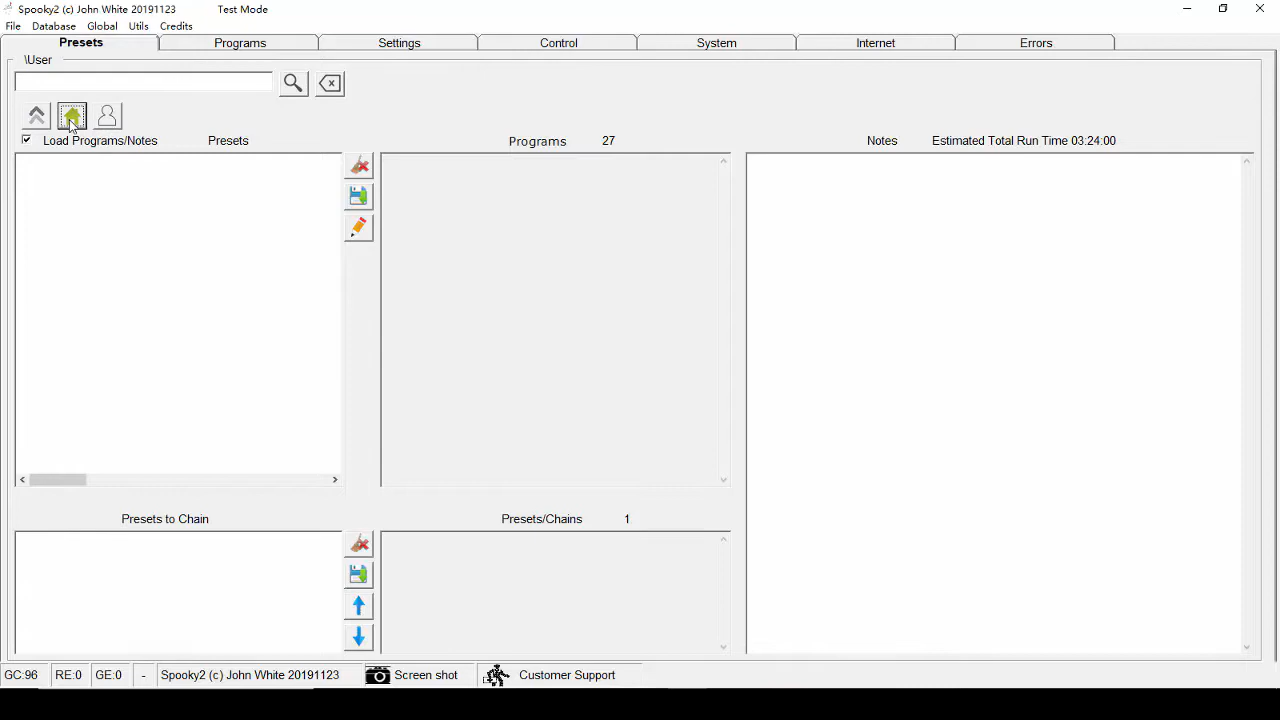 Spooky2 (c) John White 20191123 Test Mode
File Database Global Utils Credits
Presets Programs Settings Control System Internet Errors
\User
Load Programs/Notes Presets Programs 27 Notes Estimated Total Run Time 03:24:00
Presets to Chain Presets/Chains 1
GC:96 RE:0 GE:0 - Spooky2 (c) John White 20191123 Screen shot Customer Support